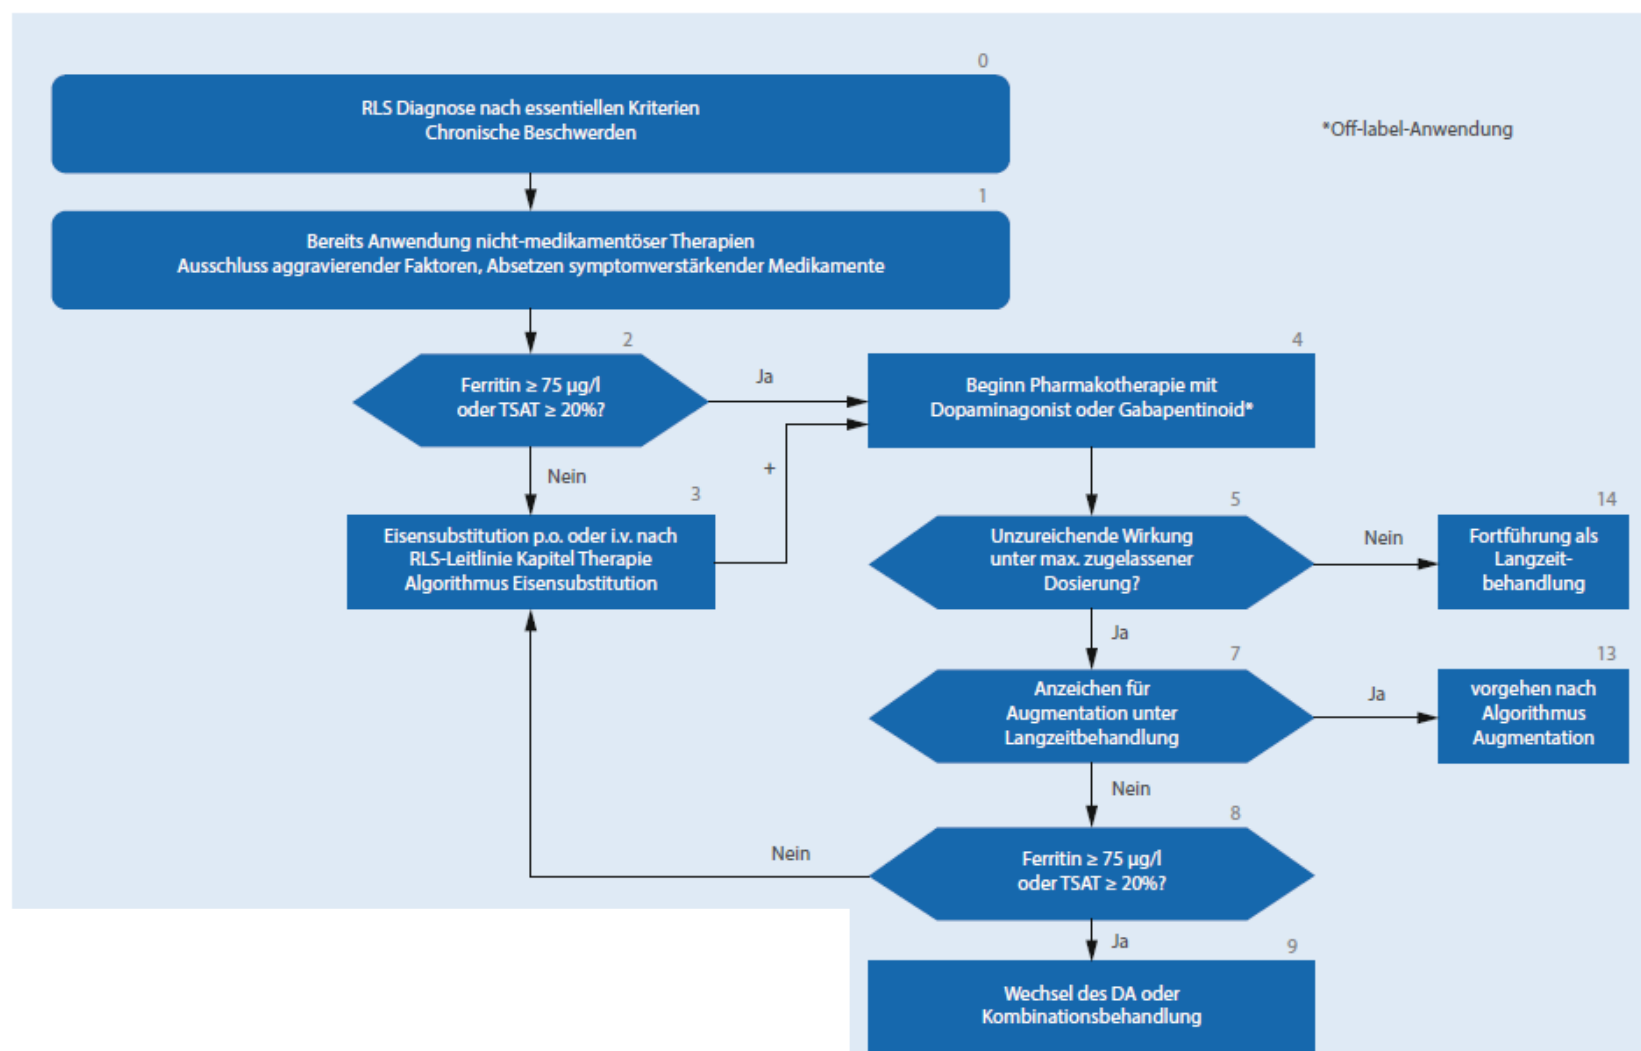 0
RLS Diagnose nach essentiellen Kriterien
Chronische Beschwerden
*Off-label-Anwendung
1
Bereits Anwendung nicht-medikamentöser Therapien
Ausschluss aggravierender Faktoren, Absetzen symptomverstärkender Medikamente
2
Ferritin ≥ 75 µg/l
oder TSAT ≥ 20%?
Ja
4
Beginn Pharmakotherapie mit
Dopaminagonist oder Gabapentinoid*
Nein
+
3
Eisensubstitution p.o. oder i.v. nach
RLS-Leitlinie Kapitel Therapie
Algorithmus Eisensubstitution
5
Unzureichende Wirkung
unter max. zugelassener
Dosierung?
Nein
14
Fortführung als
Langzeit-
behandlung
Ja
7
Anzeichen für
Augmentation unter
Langzeitbehandlung
Ja
13
vorgehen nach
Algorithmus
Augmentation
Nein
8
Ferritin ≥ 75 µg/l
oder TSAT ≥ 20%?
Nein
Ja
9
Wechsel des DA oder
Kombinationsbehandlung